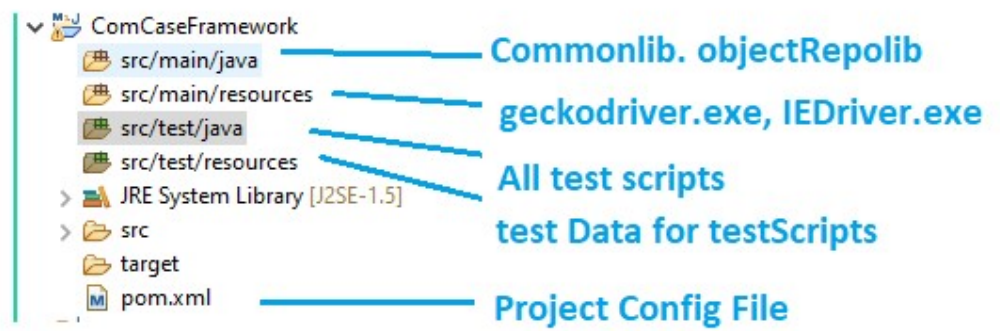 ComCaseFramework
src/main/java
Commonlib. objectRepolib
src/main/resources
geckodriver.exe, IEDriver.exe
src/test/java
All test scripts
src/test/resources
test Data for testScripts
JRE System Library [J2SE-1.5]
src
target
pom.xml
Project Config File